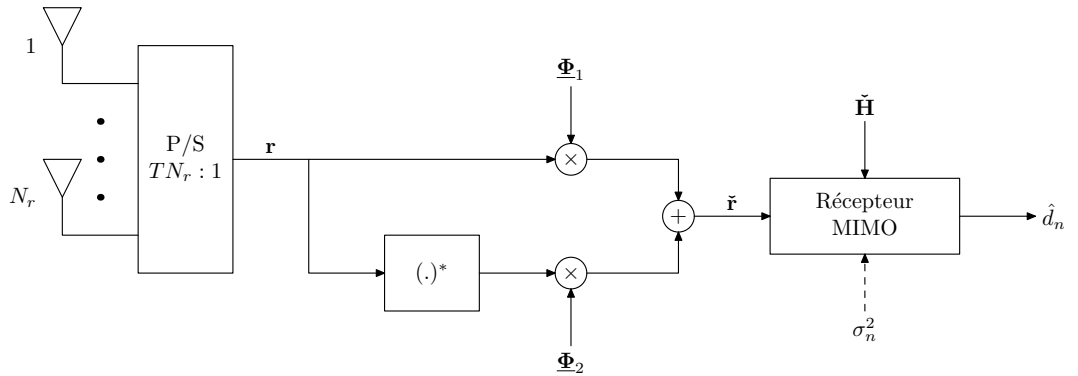 1
N_r
P/S
TN_r : 1
r
Φ_1
(.)*
×
×
Φ_2
+
ř
Ȟ
Récepteur
MIMO
σ_n^2
d̂_n